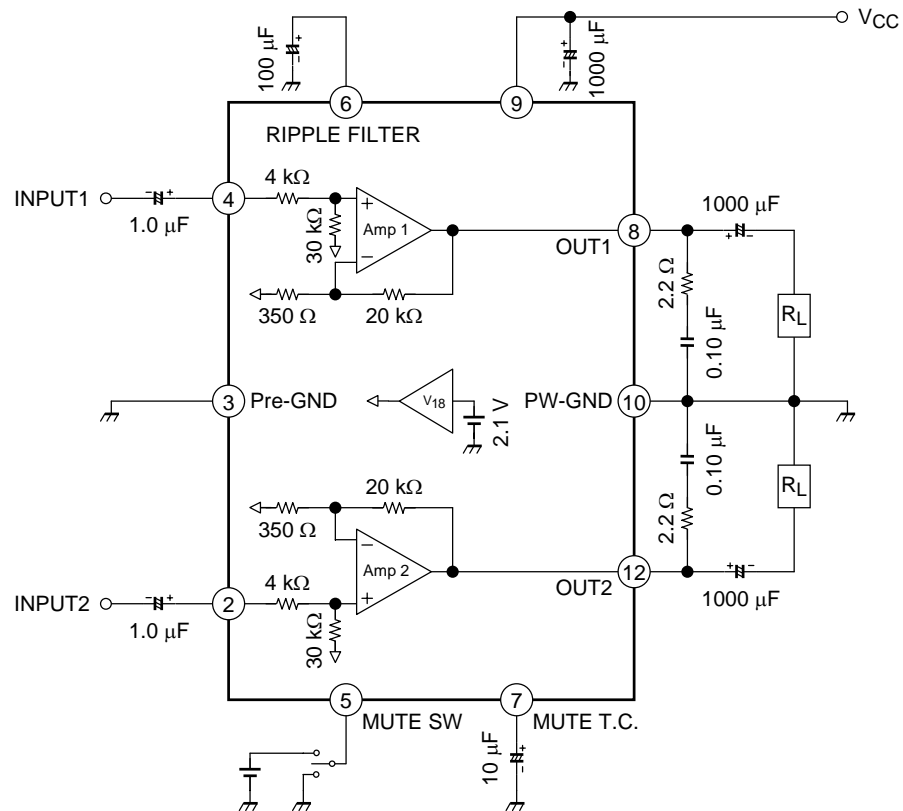 100 µF
1000 µF
VCC
6
9
RIPPLE FILTER
INPUT1
1.0 µF
4
4 kΩ
30 kΩ
+
Amp 1
−
350 Ω
20 kΩ
OUT1
8
1000 µF
2.2 Ω
0.10 µF
RL
3
Pre-GND
V18
2.1 V
PW-GND
10
20 kΩ
350 Ω
−
Amp 2
+
0.10 µF
2.2 Ω
RL
INPUT2
1.0 µF
2
4 kΩ
30 kΩ
OUT2
12
1000 µF
5
MUTE SW
7
MUTE T.C.
10 µF